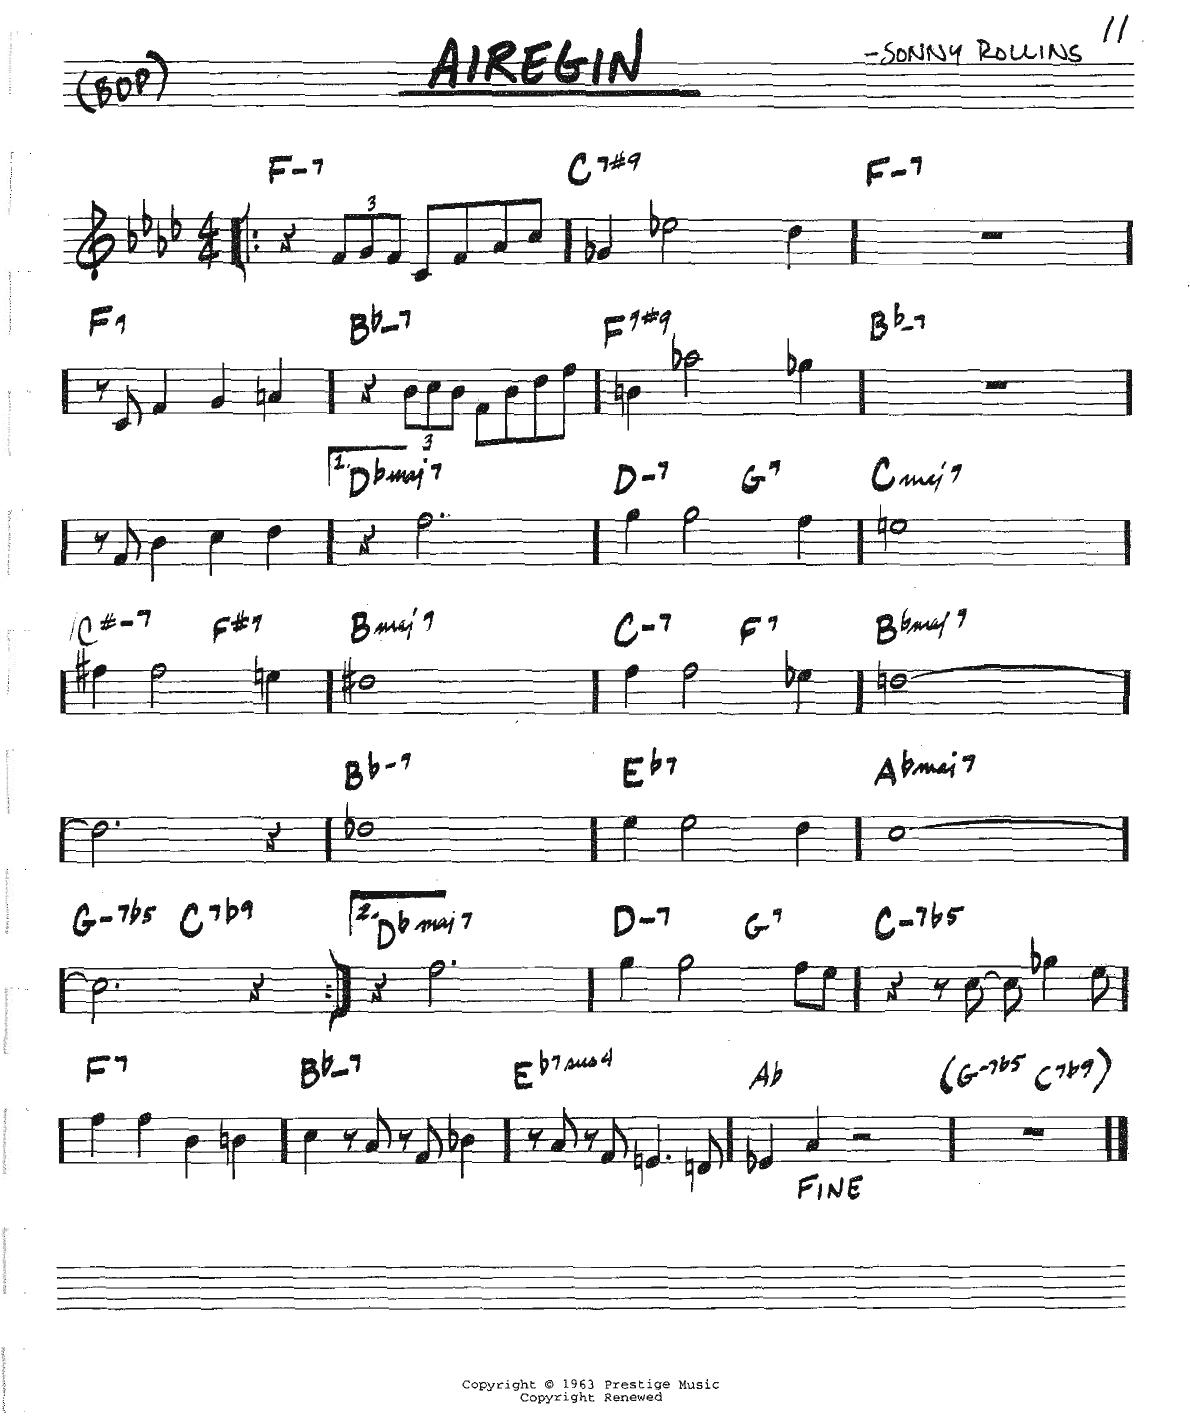 11
(BOP) AIREGIN -SONNY ROLLINS
F-7 C7#9 F-7
4/4 3
F7 Bb-7 F7#9 Bb-7
3
1. Dbmaj7 D-7 G7 Cmaj7
C#-7 F#7 Bmaj7 C-7 F7 Bbmaj7
Bb-7 Eb7 Abmaj7
G-7b5 C7b9 2. Dbmaj7 D-7 G7 C-7b5
F7 Bb-7 Eb7sus4 Ab (G-7b5 C7b9)
FINE
Copyright © 1963 Prestige Music
Copyright Renewed